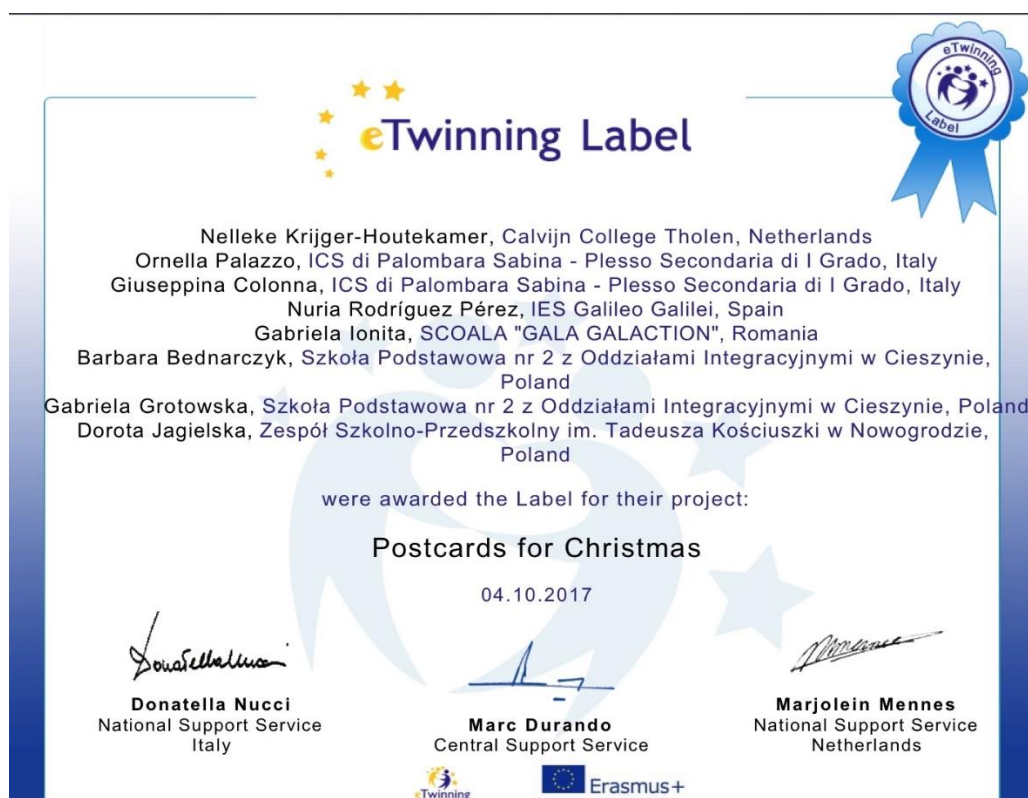 eTwinning
Label
eTwinning Label
Nelleke Krijger-Houtekamer, Calvijn College Tholen, Netherlands
Ornella Palazzo, ICS di Palombara Sabina - Plesso Secondaria di I Grado, Italy
Giuseppina Colonna, ICS di Palombara Sabina - Plesso Secondaria di I Grado, Italy
Nuria Rodríguez Pérez, IES Galileo Galilei, Spain
Gabriela Ionita, SCOALA "GALA GALACTION", Romania
Barbara Bednarczyk, Szkoła Podstawowa nr 2 z Oddziałami Integracyjnymi w Cieszynie,
Poland
Gabriela Grotowska, Szkoła Podstawowa nr 2 z Oddziałami Integracyjnymi w Cieszynie, Poland
Dorota Jagielska, Zespół Szkolno-Przedszkolny im. Tadeusza Kościuszki w Nowogrodzie,
Poland
were awarded the Label for their project:
Postcards for Christmas
04.10.2017
Donatella Nucci
National Support Service
Italy
Marc Durando
Central Support Service
Marjolein Mennes
National Support Service
Netherlands
eTwinning
Erasmus+